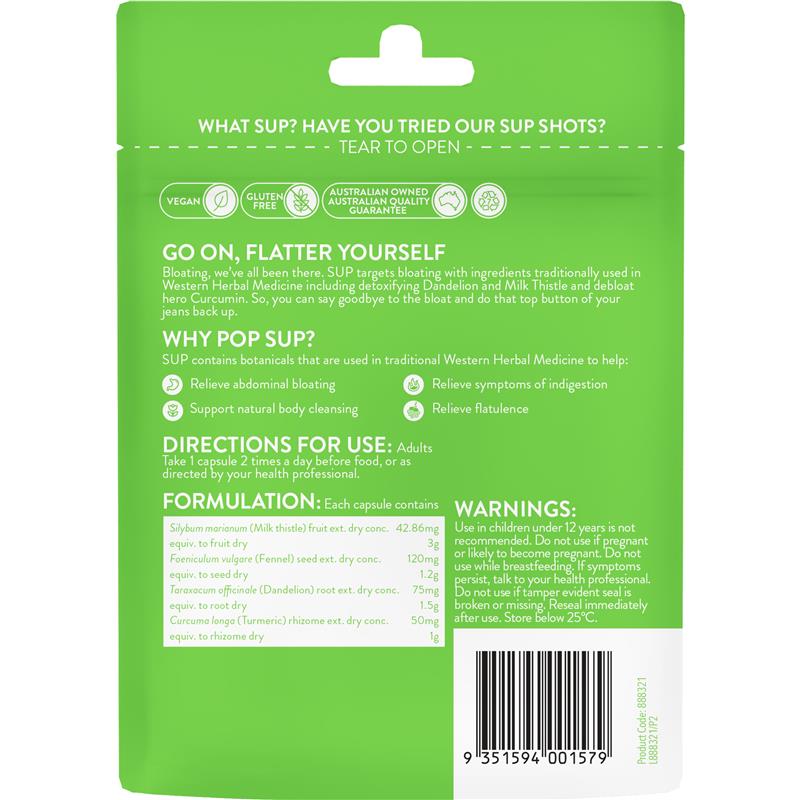 WHAT SUP? HAVE YOU TRIED OUR SUP SHOTS?
TEAR TO OPEN
VEGAN
GLUTEN
FREE
AUSTRALIAN OWNED
AUSTRALIAN QUALITY
GUARANTEE
GO ON, FLATTER YOURSELF
Bloating, we've all been there. SUP targets bloating with ingredients traditionally used in
Western Herbal Medicine including detoxifying Dandelion and Milk Thistle and debloat
hero Curcumin. So, you can say goodbye to the bloat and do that top button of your
jeans back up.
WHY POP SUP?
SUP contains botanicals that are used in traditional Western Herbal Medicine to help:
Relieve abdominal bloating
Relieve symptoms of indigestion
Support natural body cleansing
Relieve flatulence
DIRECTIONS FOR USE: Adults
Take 1 capsule 2 times a day before food, or as
directed by your health professional.
FORMULATION: Each capsule contains
Silybum marianum (Milk thistle) fruit ext. dry conc. 42.86mg
equiv. to fruit dry 3g
Foeniculum vulgare (Fennel) seed ext. dry conc. 120mg
equiv. to seed dry 1.2g
Taraxacum officinale (Dandelion) root ext. dry conc. 75mg
equiv. to root dry 1.5g
Curcuma longa (Turmeric) rhizome ext. dry conc. 50mg
equiv. to rhizome dry 1g
WARNINGS:
Use in children under 12 years is not
recommended. Do not use if pregnant
or likely to become pregnant. Do not
use while breastfeeding. If symptoms
persist, talk to your health professional.
Do not use if tamper evident seal is
broken or missing. Reseal immediately
after use. Store below 25°C.
9 351594 001579
Product Code: 888321
L888321/P2